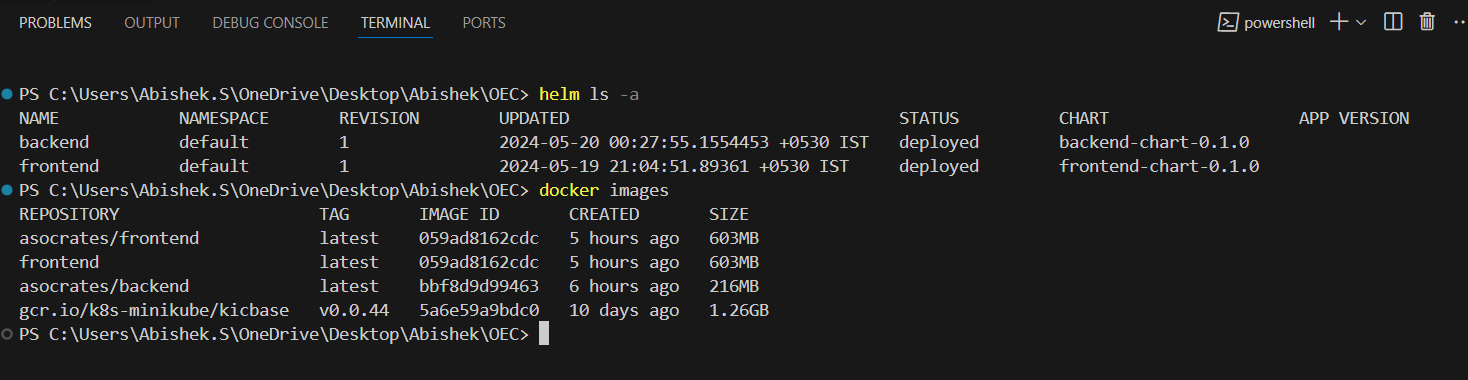 PROBLEMS OUTPUT DEBUG CONSOLE TERMINAL PORTS powershell
PS C:\Users\Abishek.S\OneDrive\Desktop\Abishek\OEC> helm ls -a
NAME NAMESPACE REVISION UPDATED STATUS CHART APP VERSION
backend default 1 2024-05-20 00:27:55.1554453 +0530 IST deployed backend-chart-0.1.0
frontend default 1 2024-05-19 21:04:51.89361 +0530 IST deployed frontend-chart-0.1.0
PS C:\Users\Abishek.S\OneDrive\Desktop\Abishek\OEC> docker images
REPOSITORY TAG IMAGE ID CREATED SIZE
asocrates/frontend latest 059ad8162cdc 5 hours ago 603MB
frontend latest 059ad8162cdc 5 hours ago 603MB
asocrates/backend latest bbf8d9d99463 6 hours ago 216MB
gcr.io/k8s-minikube/kicbase v0.0.44 5a6e59a9bdc0 10 days ago 1.26GB
PS C:\Users\Abishek.S\OneDrive\Desktop\Abishek\OEC>